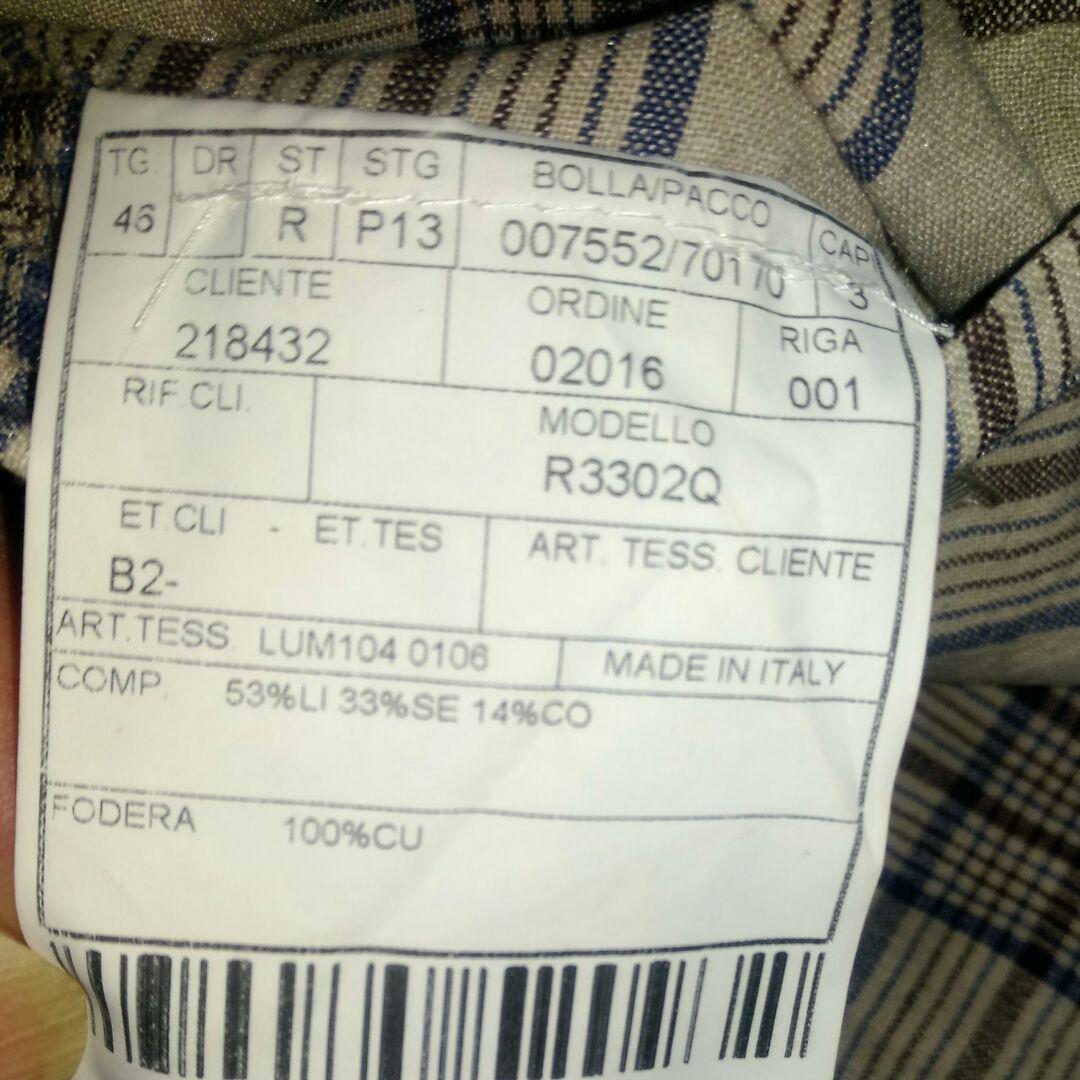 TG. DR ST STG BOLLA/PACCO CAP
46 R P13 007552/70170 3
CLIENTE ORDINE RIGA
218432 02016 001
RIF.CLI. MODELLO
R3302Q
ET.CLI - ET.TES ART. TESS. CLIENTE
B2-
ART.TESS. LUM104 0106 MADE IN ITALY
COMP. 53%LI 33%SE 14%CO
FODERA 100%CU